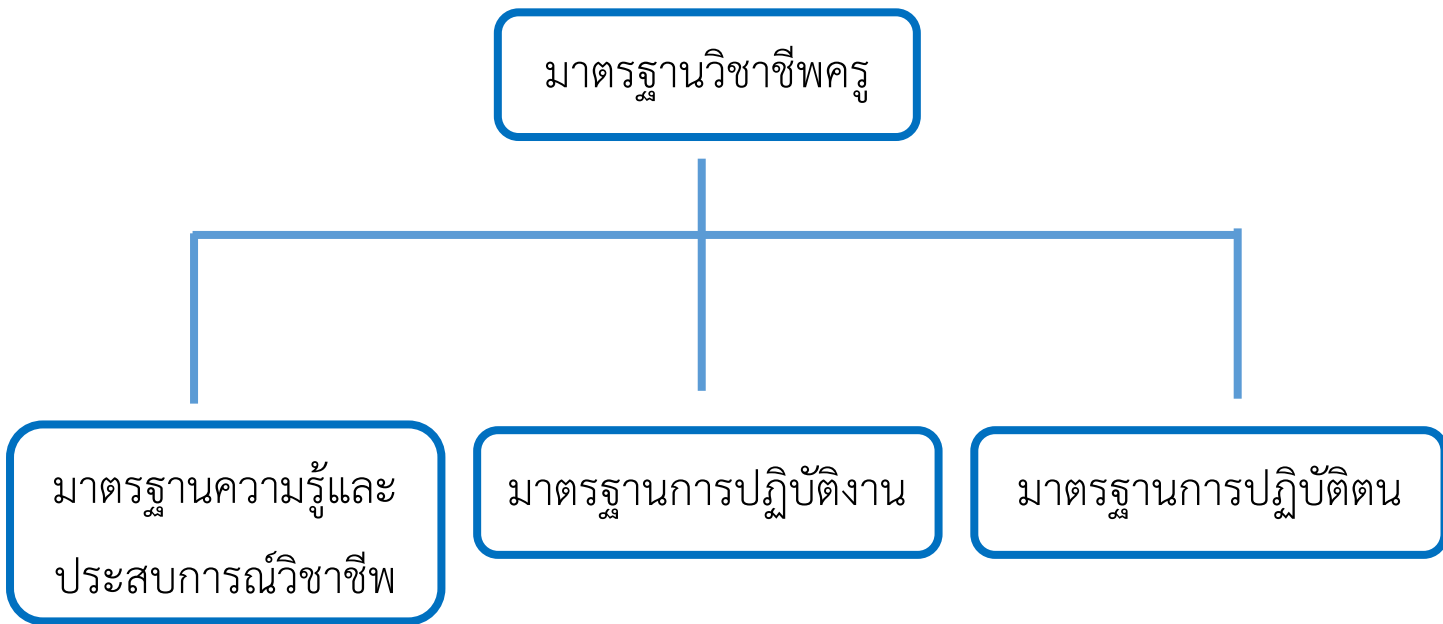 มาตรฐานวิชาชีพครู
มาตรฐานความรู้และ
ประสบการณ์วิชาชีพ
มาตรฐานการปฏิบัติงาน
มาตรฐานการปฏิบัติตน